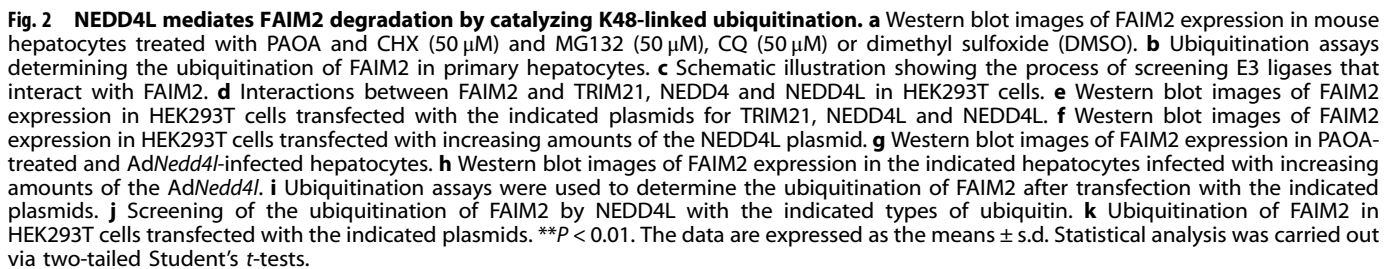 Fig. 2 NEDD4L mediates FAIM2 degradation by catalyzing K48-linked ubiquitination. a Western blot images of FAIM2 expression in mouse
hepatocytes treated with PAOA and CHX (50 μM) and MG132 (50 μM), CQ (50 μM) or dimethyl sulfoxide (DMSO). b Ubiquitination assays
determining the ubiquitination of FAIM2 in primary hepatocytes. c Schematic illustration showing the process of screening E3 ligases that
interact with FAIM2. d Interactions between FAIM2 and TRIM21, NEDD4 and NEDD4L in HEK293T cells. e Western blot images of FAIM2
expression in HEK293T cells transfected with the indicated plasmids for TRIM21, NEDD4L and NEDD4L. f Western blot images of FAIM2
expression in HEK293T cells transfected with increasing amounts of the NEDD4L plasmid. g Western blot images of FAIM2 expression in PAOA-
treated and AdNedd4l-infected hepatocytes. h Western blot images of FAIM2 expression in the indicated hepatocytes infected with increasing
amounts of the AdNedd4l. i Ubiquitination assays were used to determine the ubiquitination of FAIM2 after transfection with the indicated
plasmids. j Screening of the ubiquitination of FAIM2 by NEDD4L with the indicated types of ubiquitin. k Ubiquitination of FAIM2 in
HEK293T cells transfected with the indicated plasmids. **P < 0.01. The data are expressed as the means ± s.d. Statistical analysis was carried out
via two-tailed Student's t-tests.